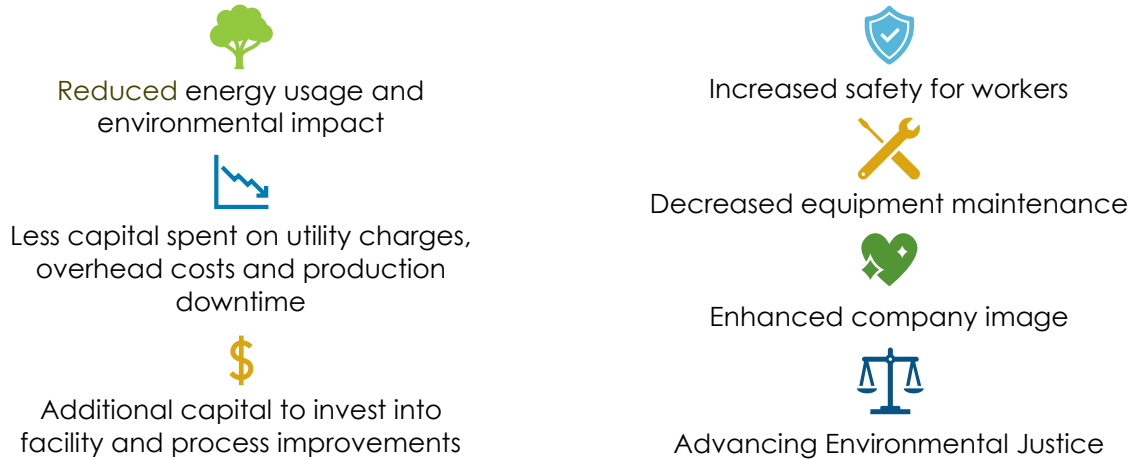 Reduced energy usage and
environmental impact
Less capital spent on utility charges,
overhead costs and production
downtime
$
Additional capital to invest into
facility and process improvements
Increased safety for workers
Decreased equipment maintenance
Enhanced company image
Advancing Environmental Justice